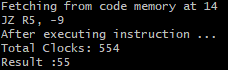 Fetching from code memory at 14
JZ R5, -9
After executing instruction ...
Total Clocks: 554
Result :55